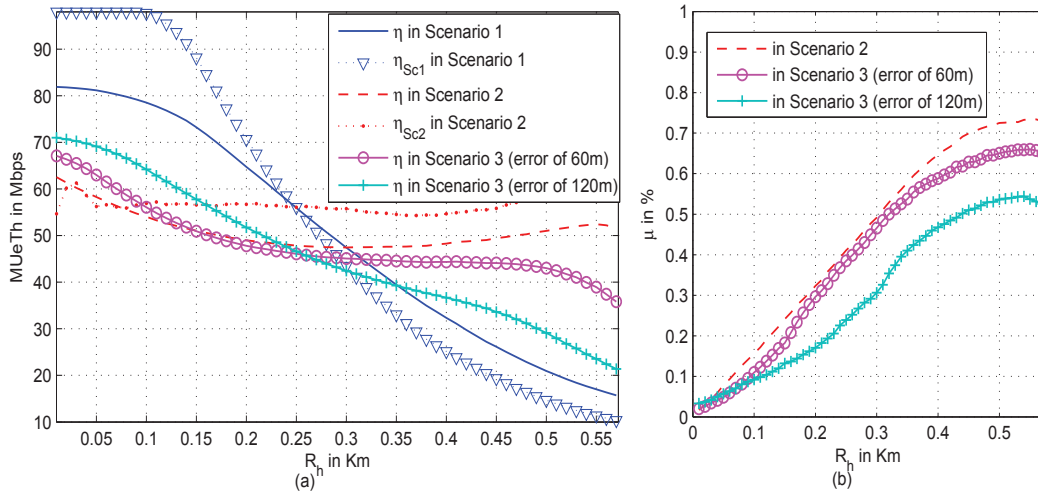 MUeTh in Mbps
90
80
70
60
50
40
30
20
10
η in Scenario 1
η_Sc1 in Scenario 1
η in Scenario 2
η_Sc2 in Scenario 2
η in Scenario 3 (error of 60m)
η in Scenario 3 (error of 120m)
0.05 0.1 0.15 0.2 0.25 0.3 0.35 0.4 0.45 0.5 0.55
R_h in Km
(a)
μ in %
1
0.9
0.8
0.7
0.6
0.5
0.4
0.3
0.2
0.1
0
in Scenario 2
in Scenario 3 (error of 60m)
in Scenario 3 (error of 120m)
0 0.1 0.2 0.3 0.4 0.5
R_h in Km
(b)